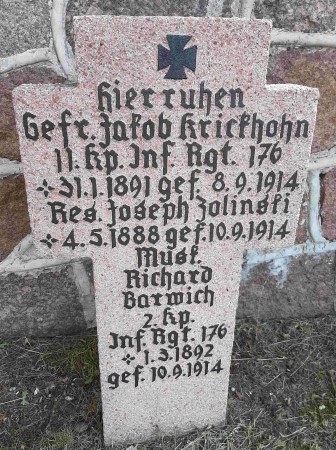 Hier ruhen
Gefr. Jakob Krickhohn
11. Kp. Inf. Rgt. 176
* 31.1.1891 gef. 8.9.1914
Res. Joseph Zolinski
* 4.5.1888 gef. 10.9.1914
Musk.
Richard
Barwich
2. Kp.
Inf. Rgt. 176
* 1.3.1892
gef. 10.9.1914